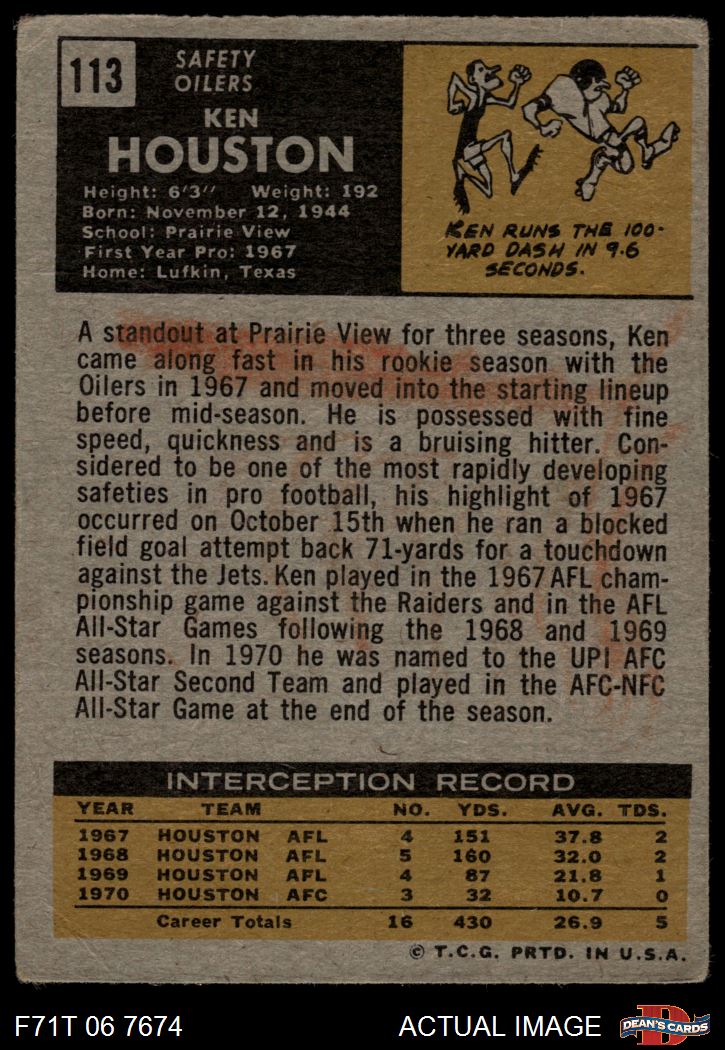 113
SAFETY
OILERS
KEN
HOUSTON
Height: 6'3" Weight: 192
Born: November 12, 1944
School: Prairie View
First Year Pro: 1967
Home: Lufkin, Texas
KEN RUNS THE 100-
YARD DASH IN 9.6
SECONDS.
A standout at Prairie View for three seasons, Ken
came along fast in his rookie season with the
Oilers in 1967 and moved into the starting lineup
before mid-season. He is possessed with fine
speed, quickness and is a bruising hitter. Con-
sidered to be one of the most rapidly developing
safeties in pro football, his highlight of 1967
occurred on October 15th when he ran a blocked
field goal attempt back 71-yards for a touchdown
against the Jets. Ken played in the 1967 AFL cham-
pionship game against the Raiders and in the AFL
All-Star Games following the 1968 and 1969
seasons. In 1970 he was named to the UPI AFC
All-Star Second Team and played in the AFC-NFC
All-Star Game at the end of the season.
INTERCEPTION RECORD
YEAR TEAM NO. YDS. AVG. TDS.
1967 HOUSTON AFL 4 151 37.8 2
1968 HOUSTON AFL 5 160 32.0 2
1969 HOUSTON AFL 4 87 21.8 1
1970 HOUSTON AFC 3 32 10.7 0
Career Totals 16 430 26.9 5
© T.C.G. PRTD. IN U.S.A.
F71T 06 7674 ACTUAL IMAGE D DEAN'S CARDS